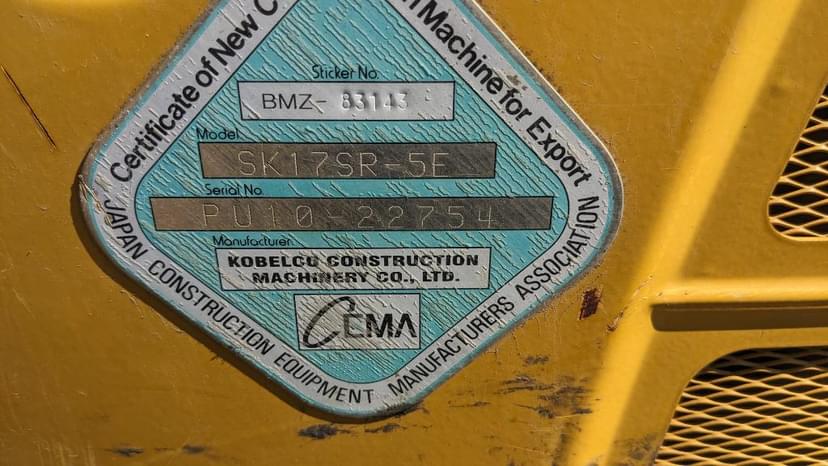 Certificate of New C
n Machine for Export
Sticker No.
BMZ- 83143
Model
SK17SR-5E
Serial No.
PU10-22754
Manufacturer
KOBELCO CONSTRUCTION
MACHINERY CO., LTD.
CEMA
JAPAN CONSTRUCTION EQUIPMENT MANUFACTURERS ASSOCIATION